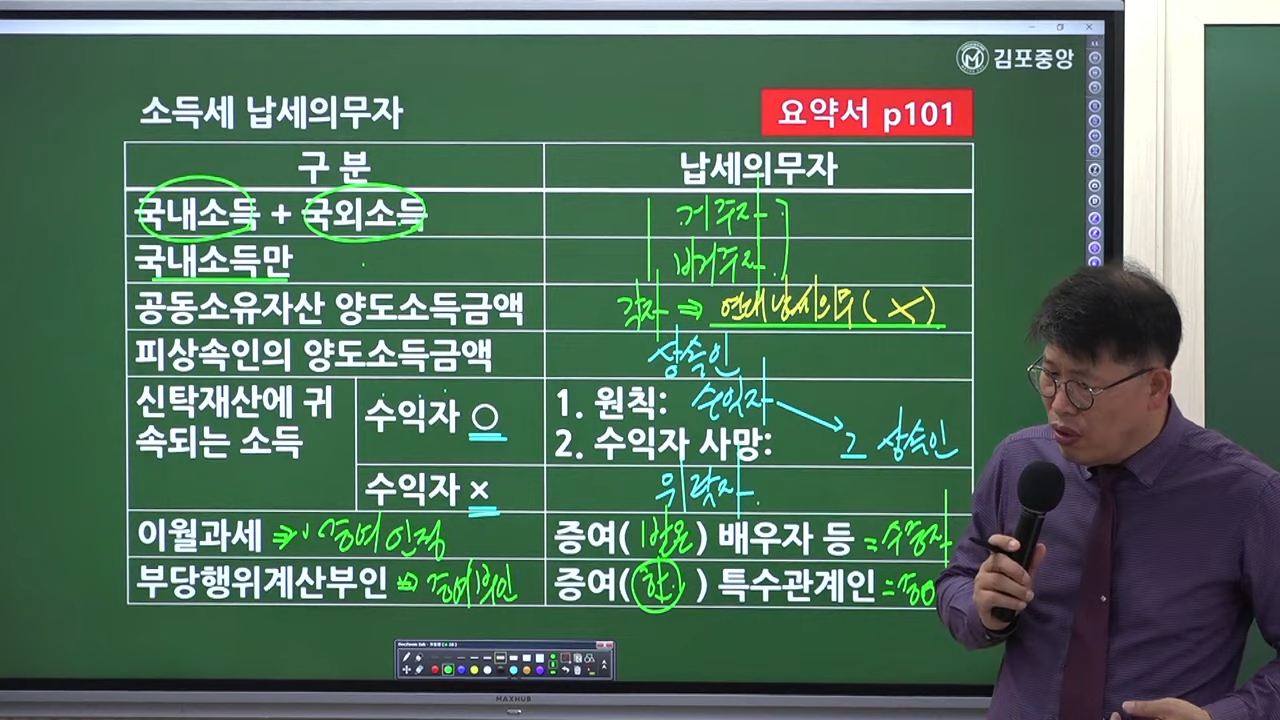 김포중앙
소득세 납세의무자
요약서 p101
구 분 납세의무자
국내소득 + 국외소득 거주자
국내소득만 비거주자
공동소유자산 양도소득금액 각자 ⇒ 연대납세의무(×)
피상속인의 양도소득금액 상속인
신탁재산에 귀속되는 소득
수익자 ○
1. 원칙: 수익자
2. 수익자 사망: 그 상속인
수익자 × 위탁자
이월과세 ⇒ 증여 인정
증여(받은) 배우자 등 = 수증자
부당행위계산부인 ⇒ 증여 부인
증여(한) 특수관계인 =
MAXHUB